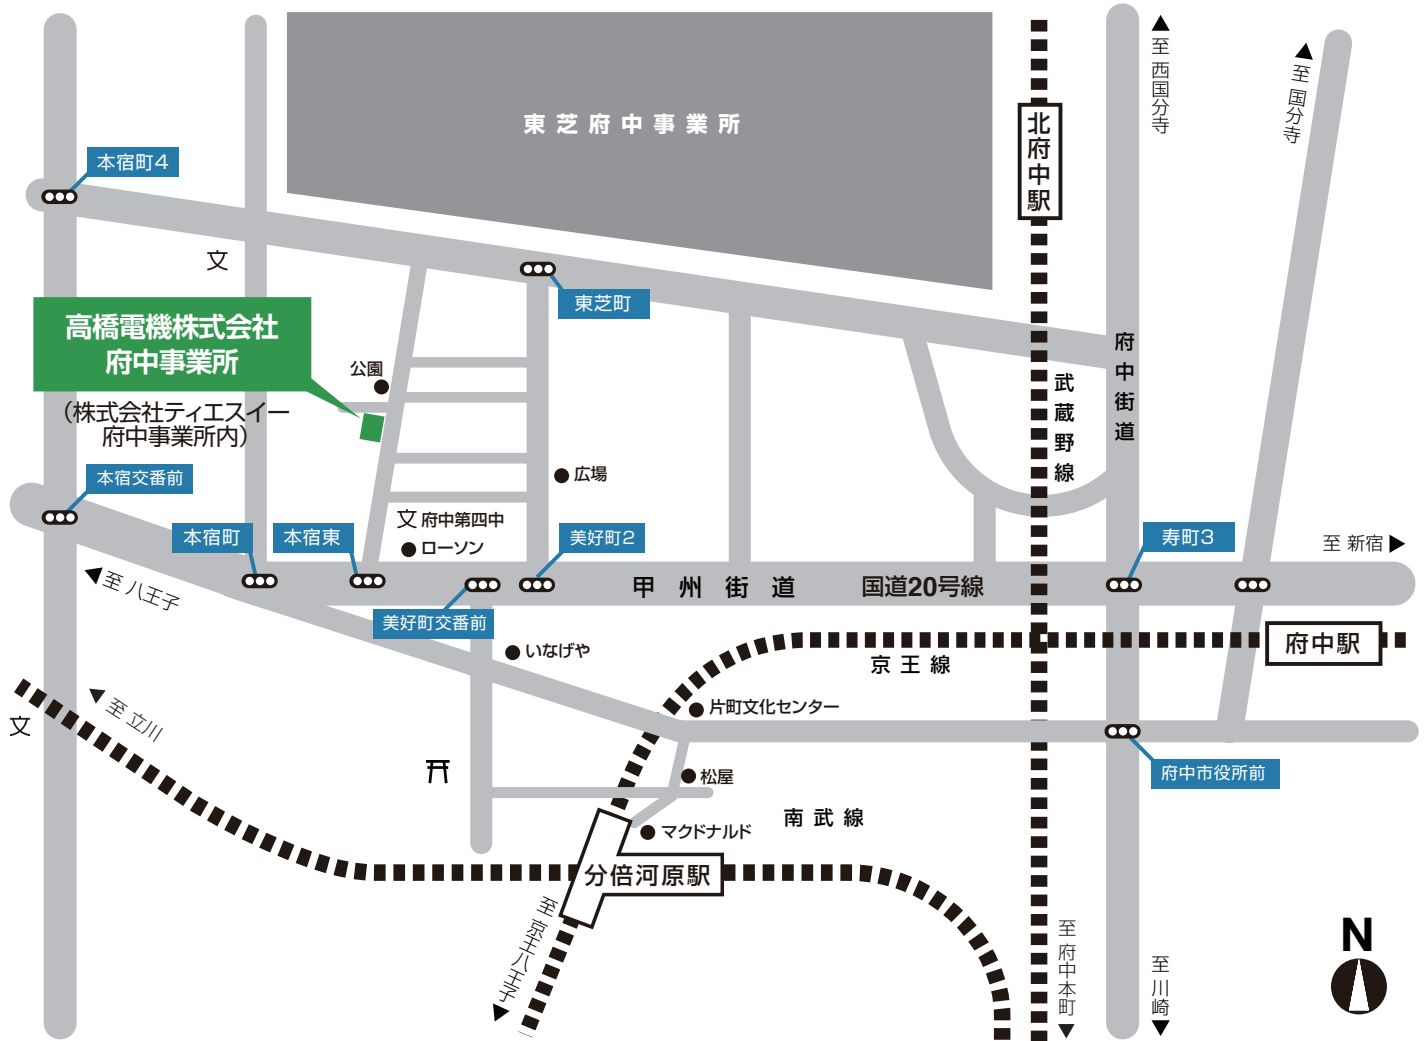 東芝府中事業所
北府中駅
至 西国分寺
至 国分寺
本宿町4
文
東芝町
高橋電機株式会社
府中事業所
(株式会社ティエスイー
府中事業所内)
公園
府中街道
武蔵野線
広場
本宿交番前
本宿町
本宿東
文 府中第四中
ローソン
美好町2
寿町3
至 新宿
至 八王子
甲州街道 国道20号線
美好町交番前
いなげや
京王線
府中駅
至 立川
文
片町文化センター
松屋
府中市役所前
南武線
マクドナルド
分倍河原駅
至 京王八王子
至 府中本町
至 川崎
N